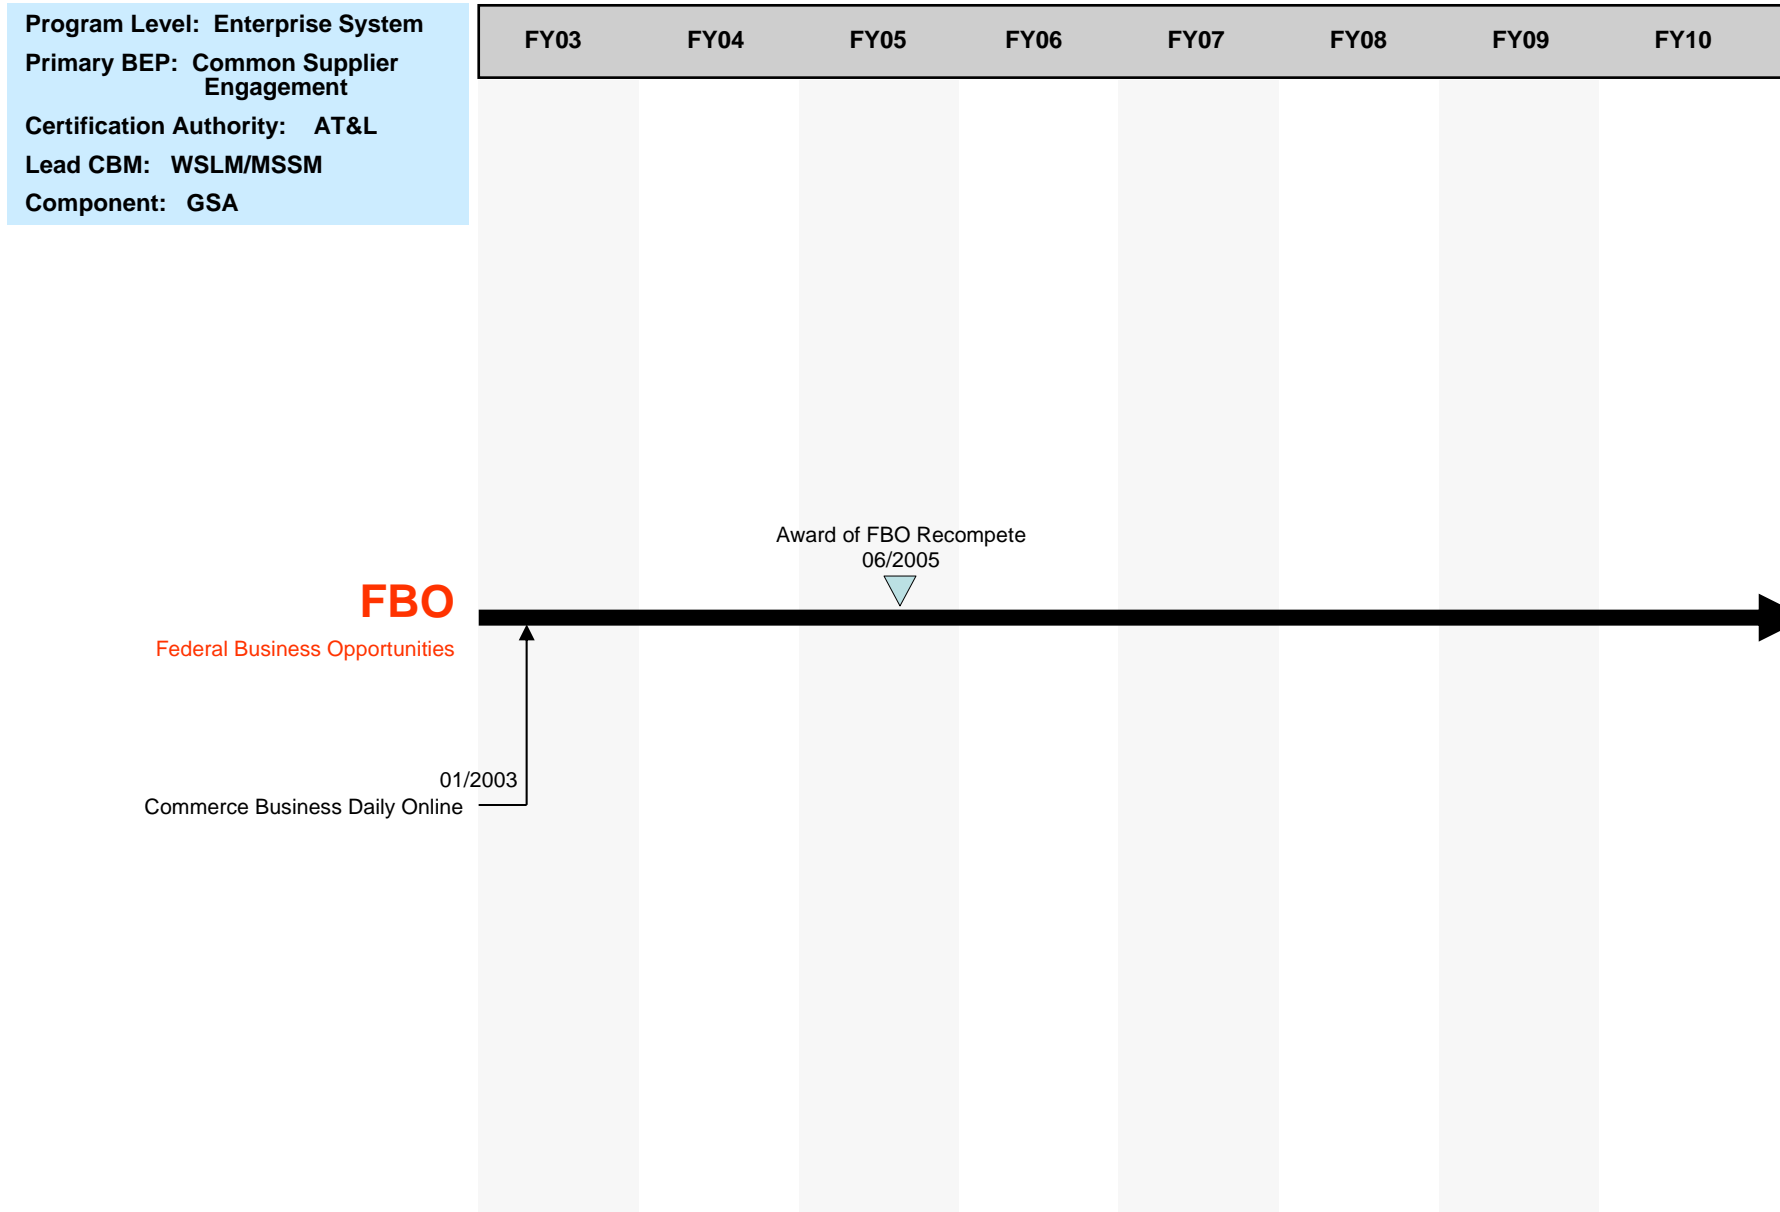 Program Level: Enterprise System
Primary BEP: Common Supplier
Engagement
Certification Authority: AT&L
Lead CBM: WSLM/MSSM
Component: GSA
FY03 FY04 FY05 FY06 FY07 FY08 FY09 FY10
Award of FBO Recompete
06/2005
FBO
Federal Business Opportunities
01/2003
Commerce Business Daily Online